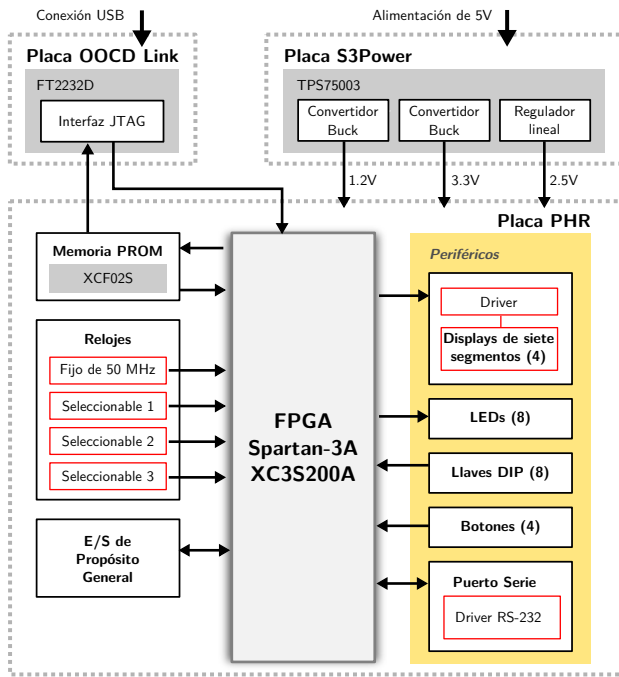 Conexión USB
Alimentación de 5V
Placa OOCD Link
FT2232D
Interfaz JTAG
Placa S3Power
TPS75003
Convertidor
Buck
Convertidor
Buck
Regulador
lineal
1.2V
3.3V
2.5V
Placa PHR
Memoria PROM
XCF02S
Relojes
Fijo de 50 MHz
Seleccionable 1
Seleccionable 2
Seleccionable 3
E/S de
Propósito
General
FPGA
Spartan-3A
XC3S200A
Periféricos
Driver
Displays de siete
segmentos (4)
LEDs (8)
Llaves DIP (8)
Botones (4)
Puerto Serie
Driver RS-232